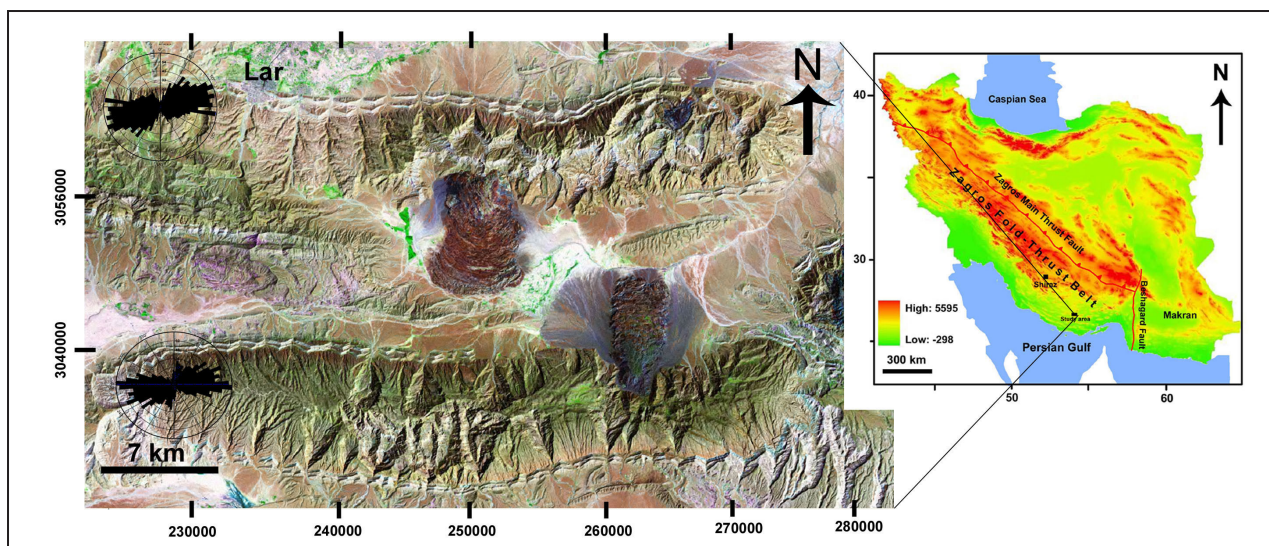 Lar
N
3056000
3040000
7 km
230000
240000
250000
260000
270000
280000
N
40
30
50
60
Caspian Sea
Zagros Main Thrust Fault
Zagros Fold-Thrust Belt
Shiraz
Study area
Bashagard Fault
Makran
Persian Gulf
High: 5595
Low: -298
300 km